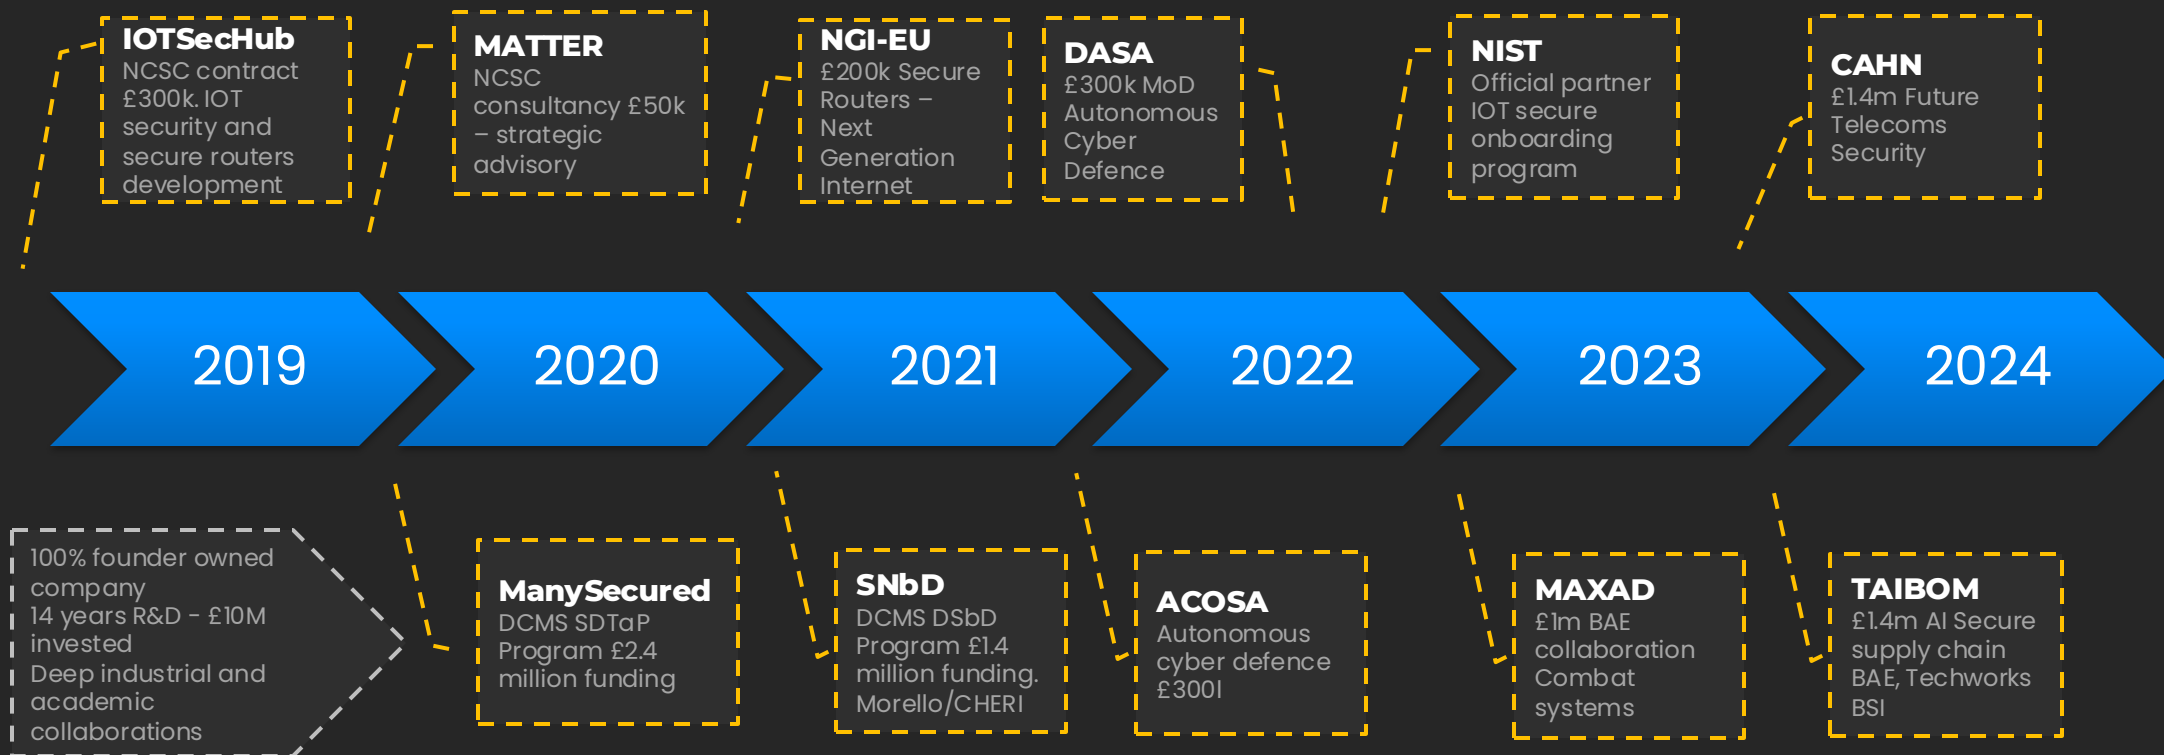 IOTSecHub
NCSC contract
£300k. IOT
security and
secure routers
development
MATTER
NCSC
consultancy £50k
– strategic
advisory
NGI-EU
£200k Secure
Routers –
Next
Generation
Internet
DASA
£300k MoD
Autonomous
Cyber
Defence
NIST
Official partner
IOT secure
onboarding
program
CAHN
£1.4m Future
Telecoms
Security
2019
2020
2021
2022
2023
2024
100% founder owned
company
14 years R&D - £10M
invested
Deep industrial and
academic
collaborations
ManySecured
DCMS SDTaP
Program £2.4
million funding
SNbD
DCMS DSbD
Program £1.4
million funding.
Morello/CHERI
ACOSA
Autonomous
cyber defence
£300l
MAXAD
£1m BAE
collaboration
Combat
systems
TAIBOM
£1.4m AI Secure
supply chain
BAE, Techworks
BSI